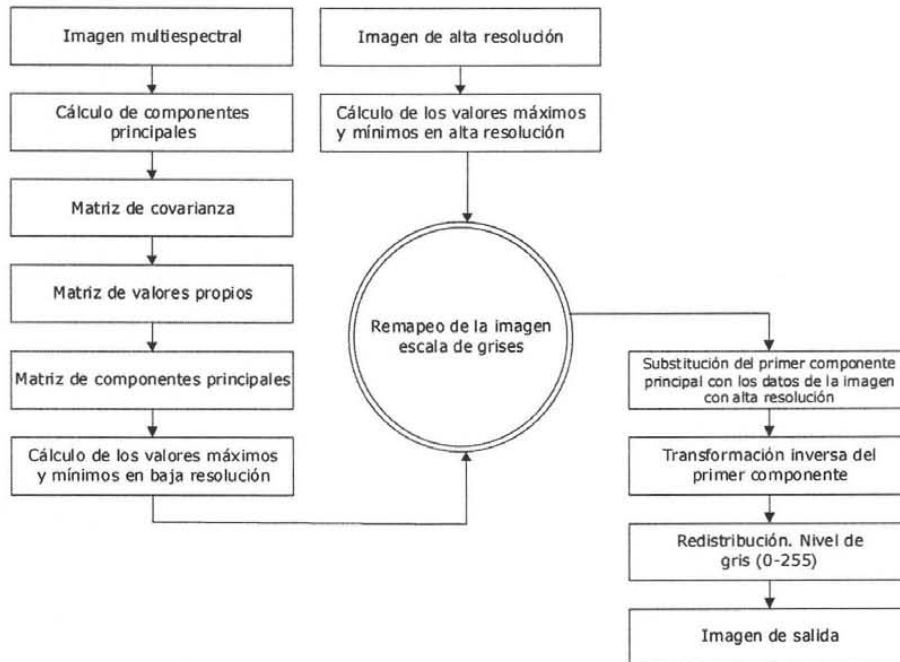 Imagen multiespectral
Cálculo de componentes
principales
Matriz de covarianza
Matriz de valores propios
Matriz de componentes principales
Cálculo de los valores máximos
y mínimos en baja resolución
Imagen de alta resolución
Cálculo de los valores máximos
y mínimos en alta resolución
Remapeo de la imagen
escala de grises
Substitución del primer componente
principal con los datos de la imagen
con alta resolución
Transformación inversa del
primer componente
Redistribución. Nivel de
gris (0-255)
Imagen de salida